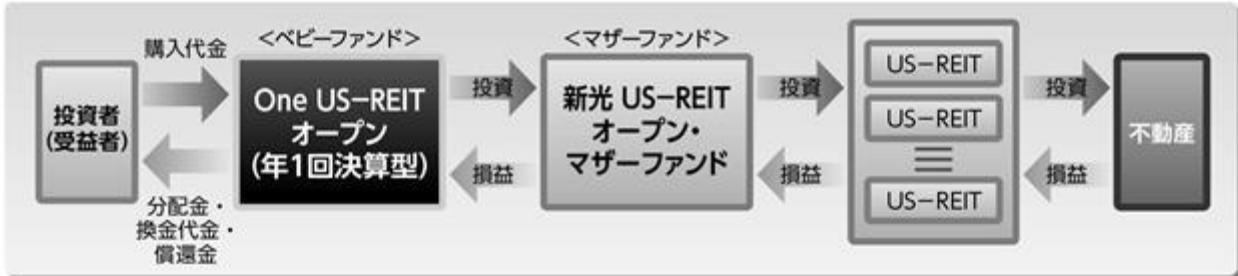 購入代金
投資者
(受益者)
分配金・
換金代金・
償還金
<ベビーファンド>
One US-REIT
オープン
(年1回決算型)
投資
損益
<マザーファンド>
新光 US-REIT
オープン・
マザーファンド
投資
損益
US-REIT
US-REIT
US-REIT
投資
損益
不動産